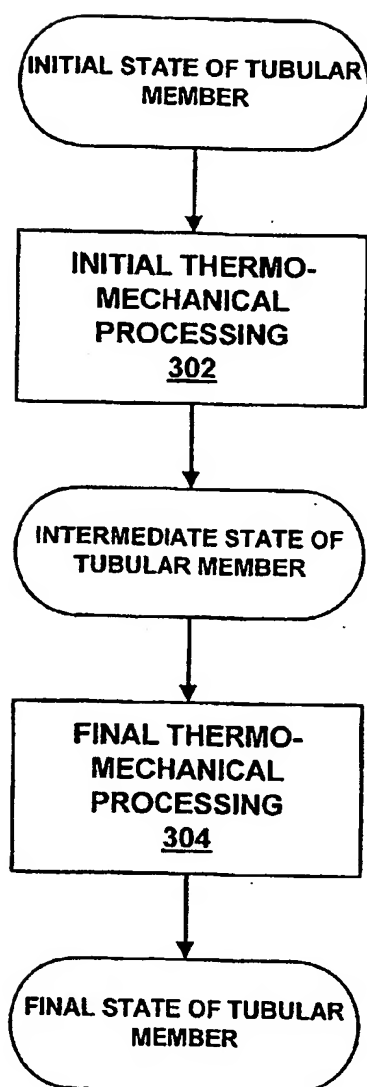 INITIAL STATE OF TUBULAR
MEMBER
INITIAL THERMO-
MECHANICAL
PROCESSING
302
INTERMEDIATE STATE OF
TUBULAR MEMBER
FINAL THERMO-
MECHANICAL
PROCESSING
304
FINAL STATE OF TUBULAR
MEMBER